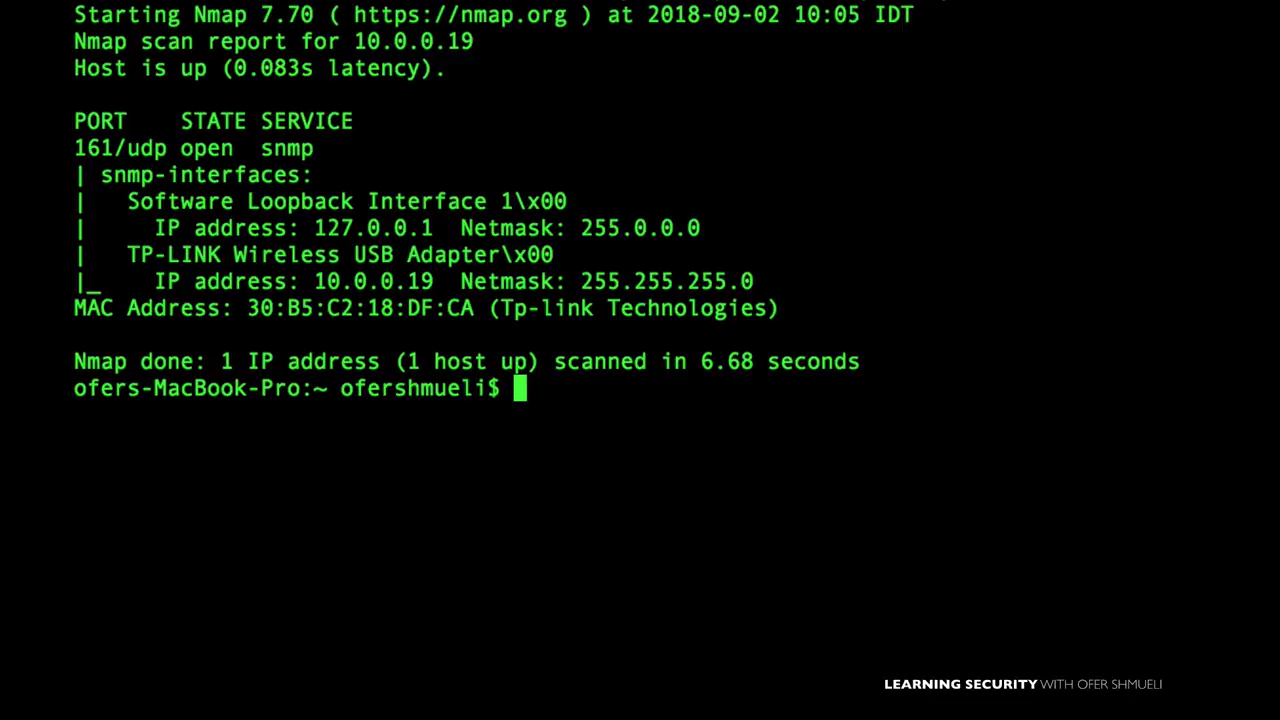 Starting Nmap 7.70 ( https://nmap.org ) at 2018-09-02 10:05 IDT
Nmap scan report for 10.0.0.19
Host is up (0.083s latency).
PORT    STATE SERVICE
161/udp open  snmp
| snmp-interfaces:
|   Software Loopback Interface 1\x00
|     IP address: 127.0.0.1  Netmask: 255.0.0.0
|   TP-LINK Wireless USB Adapter\x00
|_    IP address: 10.0.0.19  Netmask: 255.255.255.0
MAC Address: 30:B5:C2:18:DF:CA (Tp-link Technologies)
Nmap done: 1 IP address (1 host up) scanned in 6.68 seconds
ofers-MacBook-Pro:~ ofershmueli$
LEARNING SECURITY WITH OFER SHMUELI